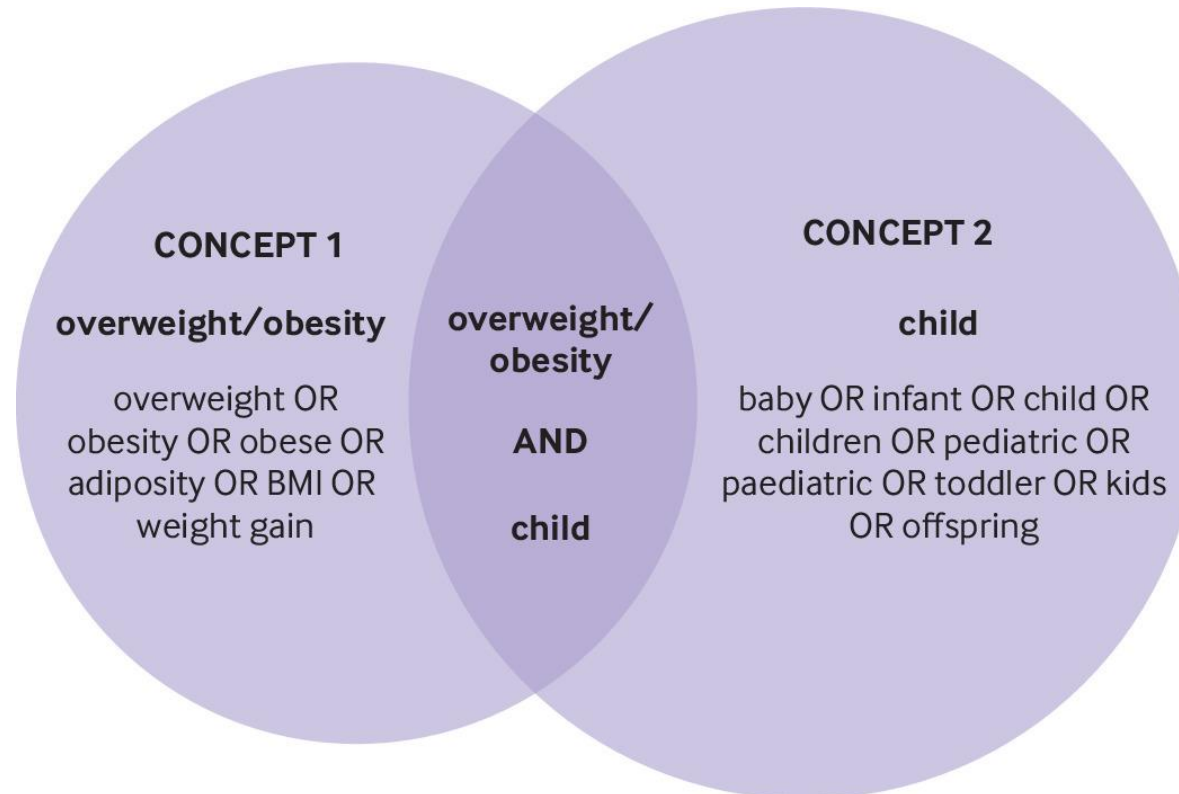 CONCEPT 1
overweight/obesity
overweight OR
obesity OR obese OR
adiposity OR BMI OR
weight gain
overweight/
obesity
AND
child
CONCEPT 2
child
baby OR infant OR child OR
children OR pediatric OR
paediatric OR toddler OR kids
OR offspring